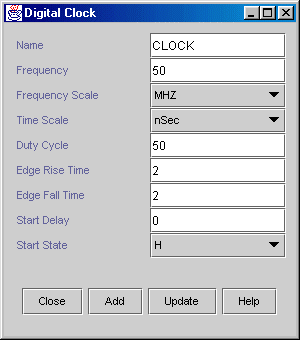 Digital Clock
Name CLOCK
Frequency 50
Frequency Scale MHZ
Time Scale nSec
Duty Cycle 50
Edge Rise Time 2
Edge Fall Time 2
Start Delay 0
Start State H
Close Add Update Help